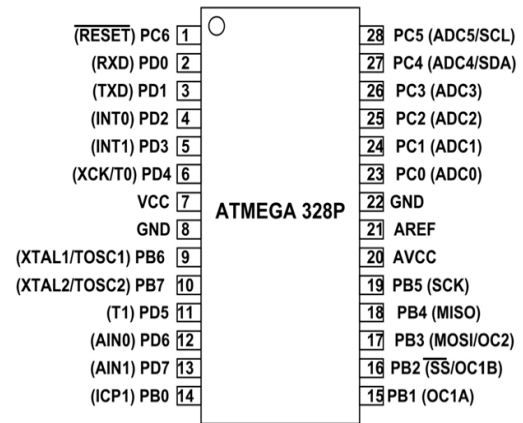 (RESET) PC6 1
(RXD) PD0 2
(TXD) PD1 3
(INT0) PD2 4
(INT1) PD3 5
(XCK/T0) PD4 6
VCC 7
GND 8
(XTAL1/TOSC1) PB6 9
(XTAL2/TOSC2) PB7 10
(T1) PD5 11
(AIN0) PD6 12
(AIN1) PD7 13
(ICP1) PB0 14
ATMEGA 328P
28 PC5 (ADC5/SCL)
27 PC4 (ADC4/SDA)
26 PC3 (ADC3)
25 PC2 (ADC2)
24 PC1 (ADC1)
23 PC0 (ADC0)
22 GND
21 AREF
20 AVCC
19 PB5 (SCK)
18 PB4 (MISO)
17 PB3 (MOSI/OC2)
16 PB2 (SS/OC1B)
15 PB1 (OC1A)